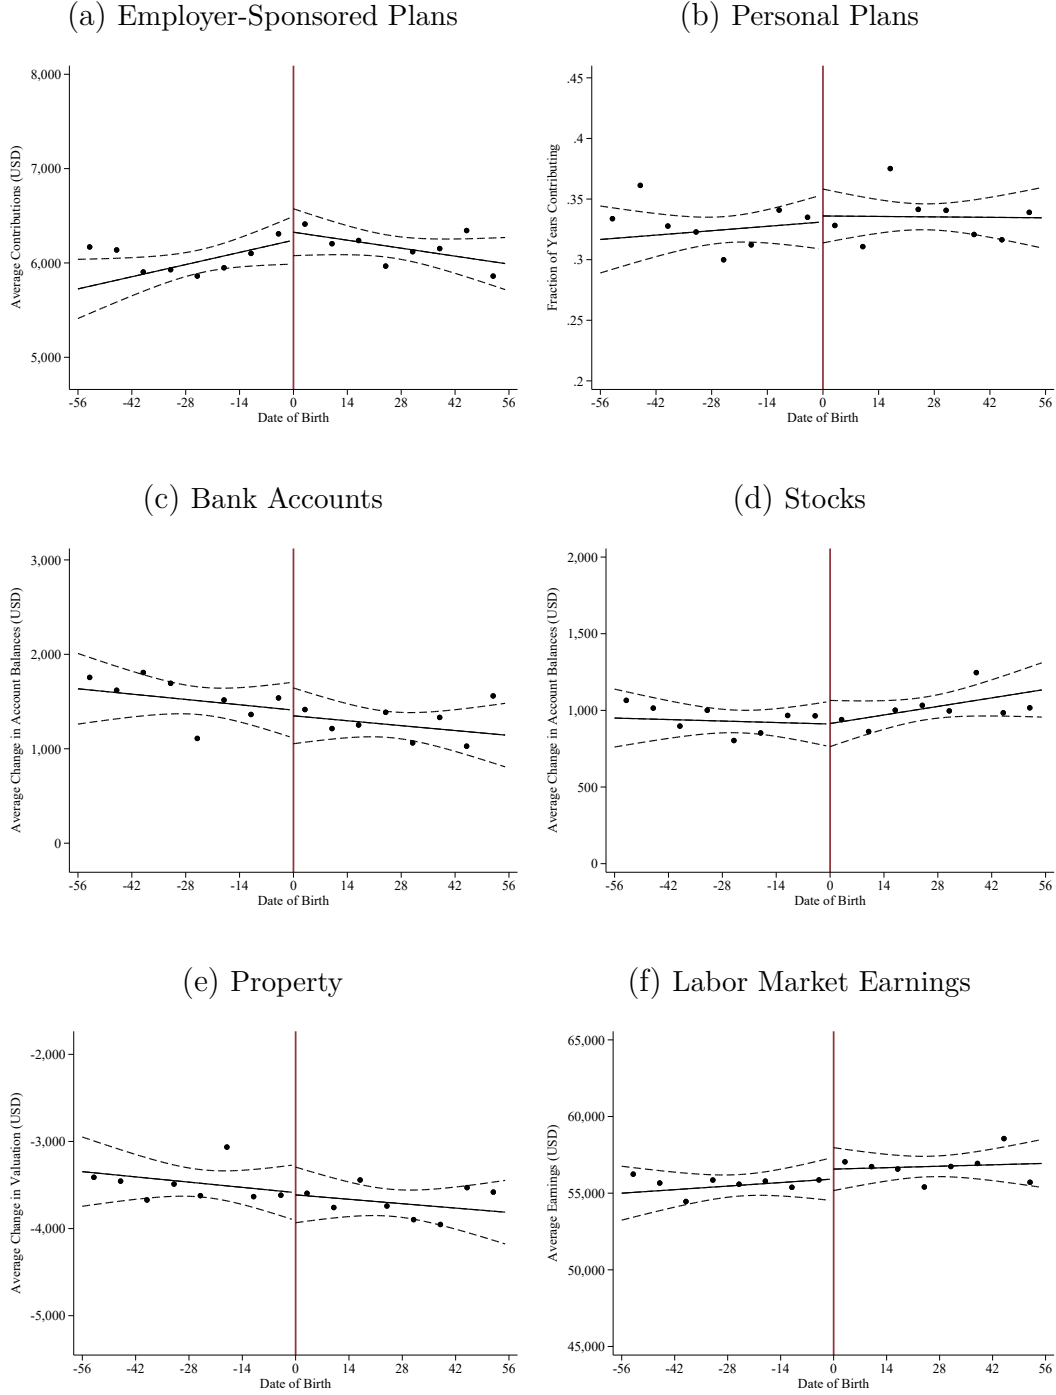 (a) Employer-Sponsored Plans
8,000
7,000
6,000
5,000
Average Contributions (USD)
-56 -42 -28 -14 0 14 28 42 56
Date of Birth
(b) Personal Plans
.45
.4
.35
.3
.25
.2
Fraction of Years Contributing
-56 -42 -28 -14 0 14 28 42 56
Date of Birth
(c) Bank Accounts
3,000
2,000
1,000
0
Average Change in Account Balances (USD)
-56 -42 -28 -14 0 14 28 42 56
Date of Birth
(d) Stocks
2,000
1,500
1,000
500
0
Average Change in Account Balances (USD)
-56 -42 -28 -14 0 14 28 42 56
Date of Birth
(e) Property
-2,000
-3,000
-4,000
-5,000
Average Change in Valuation (USD)
-56 -42 -28 -14 0 14 28 42 56
Date of Birth
(f) Labor Market Earnings
65,000
60,000
55,000
50,000
45,000
Average Earnings (USD)
-56 -42 -28 -14 0 14 28 42 56
Date of Birth